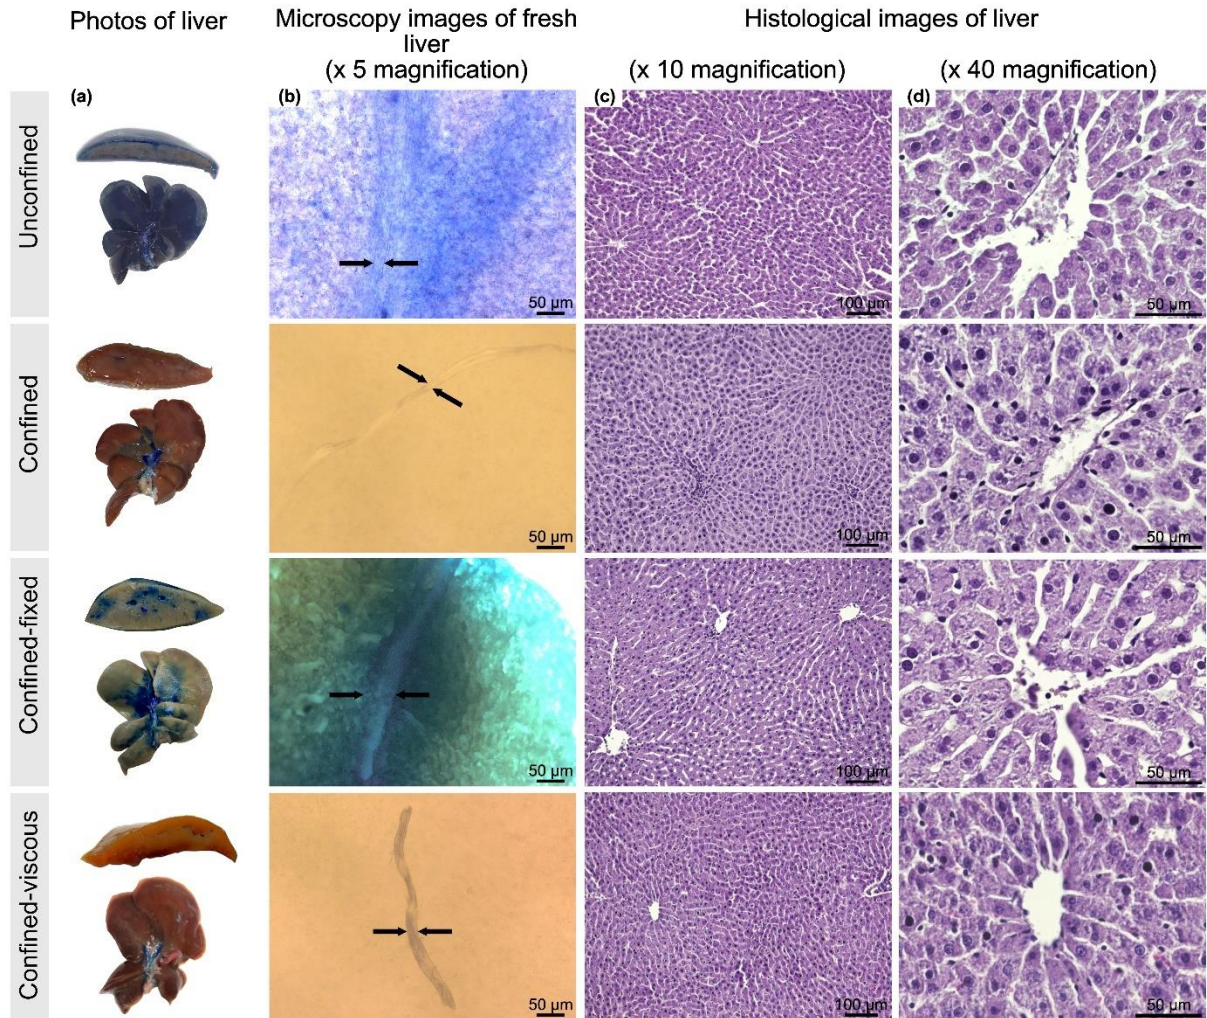 Photos of liver
Microscopy images of fresh
liver
(x 5 magnification)
Histological images of liver
(x 10 magnification)
(x 40 magnification)
Unconfined
(a)
(b)
50 µm
(c)
100 µm
(d)
50 µm
Confined
50 µm
100 µm
50 µm
Confined-fixed
50 µm
100 µm
50 µm
Confined-viscous
50 µm
100 µm
50 µm